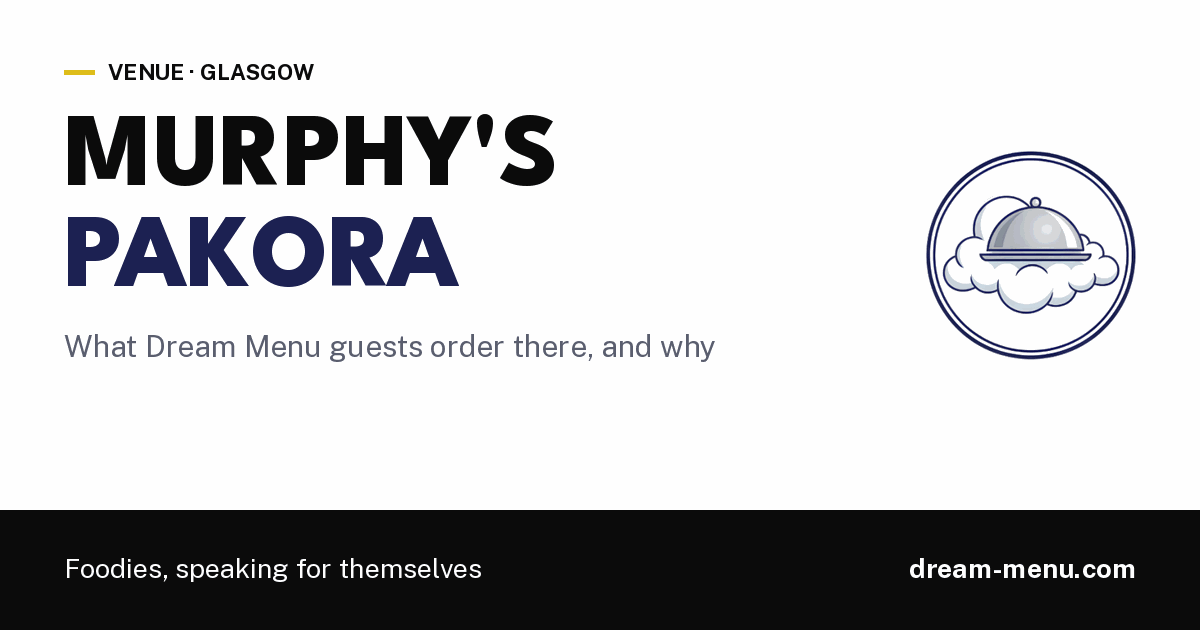 VENUE · GLASGOW
MURPHY'S
PAKORA
What Dream Menu guests order there, and why
Foodies, speaking for themselves
dream-menu.com